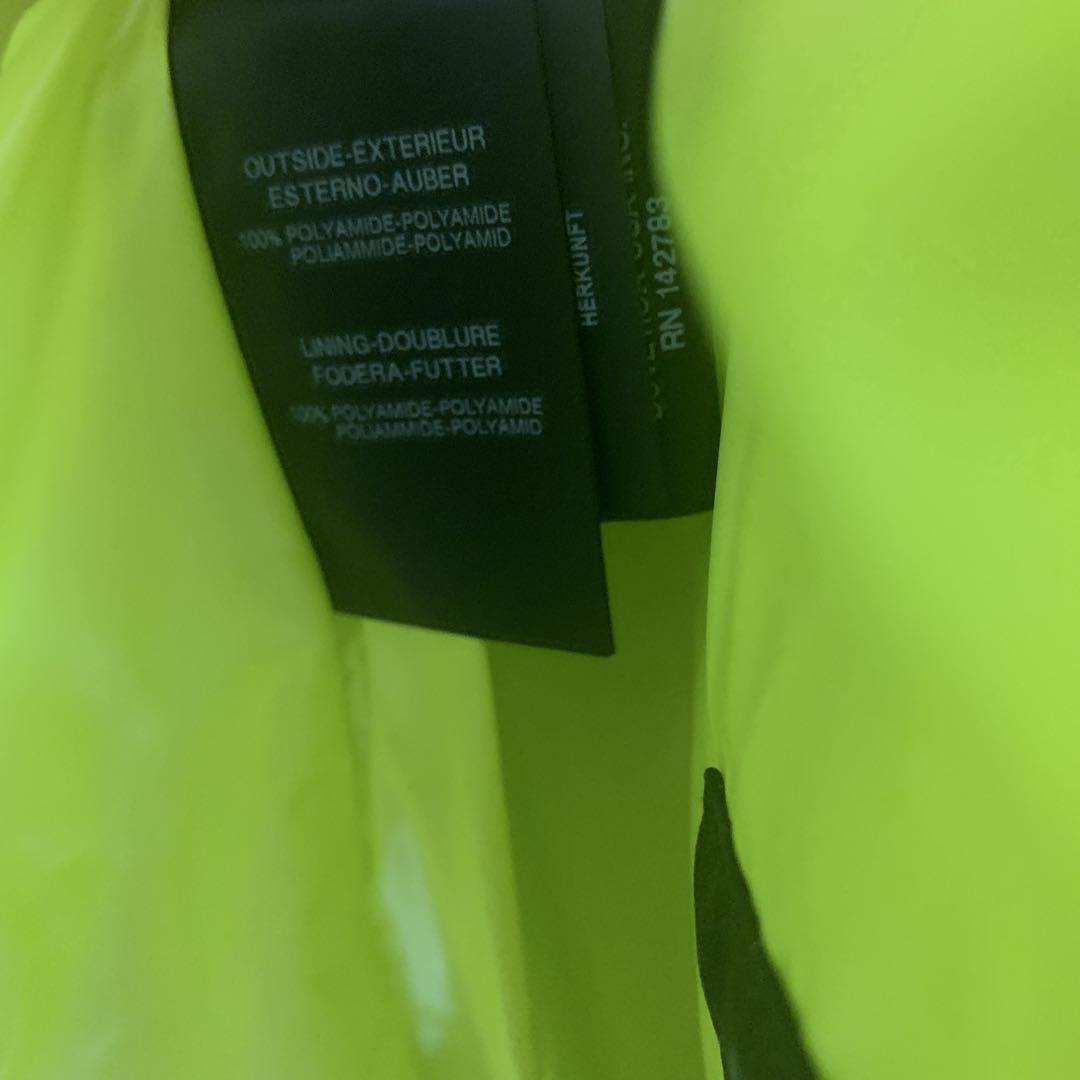 OUTSIDE-EXTERIEUR
ESTERNO-AUBER
100% POLYAMIDE-POLYAMIDE
POLIAMMIDE-POLYAMID
LINING-DOUBLURE
FODERA-FUTTER
100% POLYAMIDE-POLYAMIDE
POLIAMMIDE-POLYAMID
HERKUNFT
RN 142783